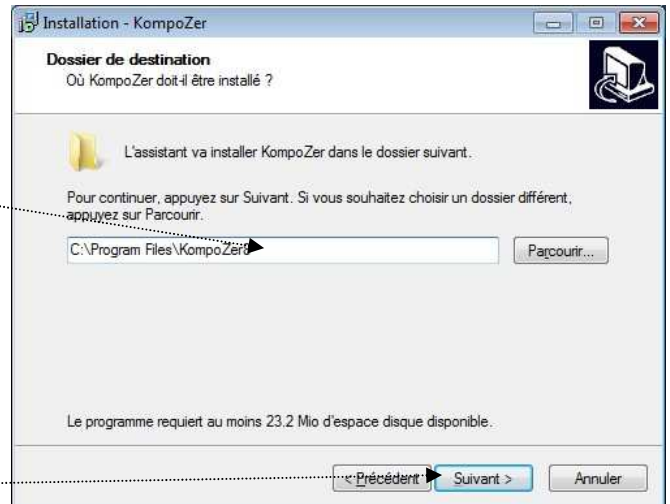 Installation - KompoZer
Dossier de destination
Où KompoZer doit-il être installé ?
L'assistant va installer KompoZer dans le dossier suivant.
Pour continuer, appuyez sur Suivant. Si vous souhaitez choisir un dossier différent,
appuyez sur Parcourir.
C:\Program Files\KompoZer8
Parcourir...
Le programme requiert au moins 23.2 Mio d'espace disque disponible.
< Précédent
Suivant >
Annuler